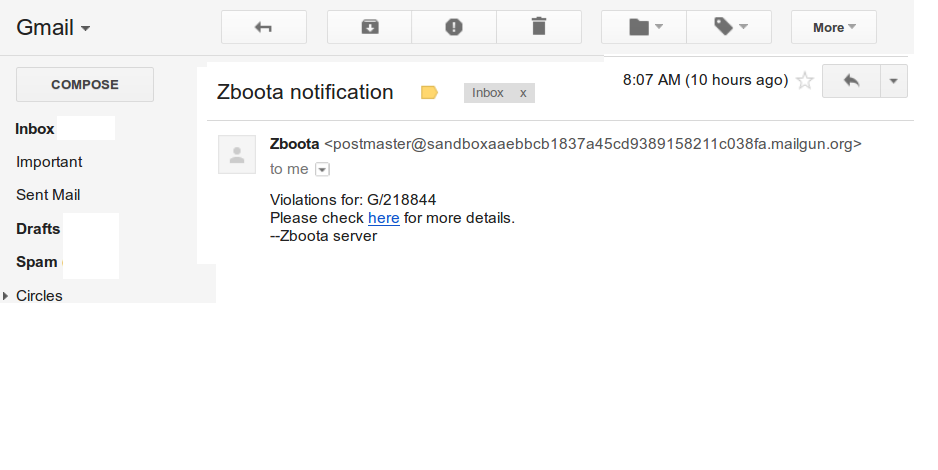 Gmail
More
COMPOSE
Inbox
Important
Sent Mail
Drafts
Spam
Circles
Zboota notification
Inbox x
8:07 AM (10 hours ago)
Zboota <postmaster@sandboxaaebbcb1837a45cd9389158211c038fa.mailgun.org>
to me
Violations for: G/218844
Please check here for more details.
--Zboota server